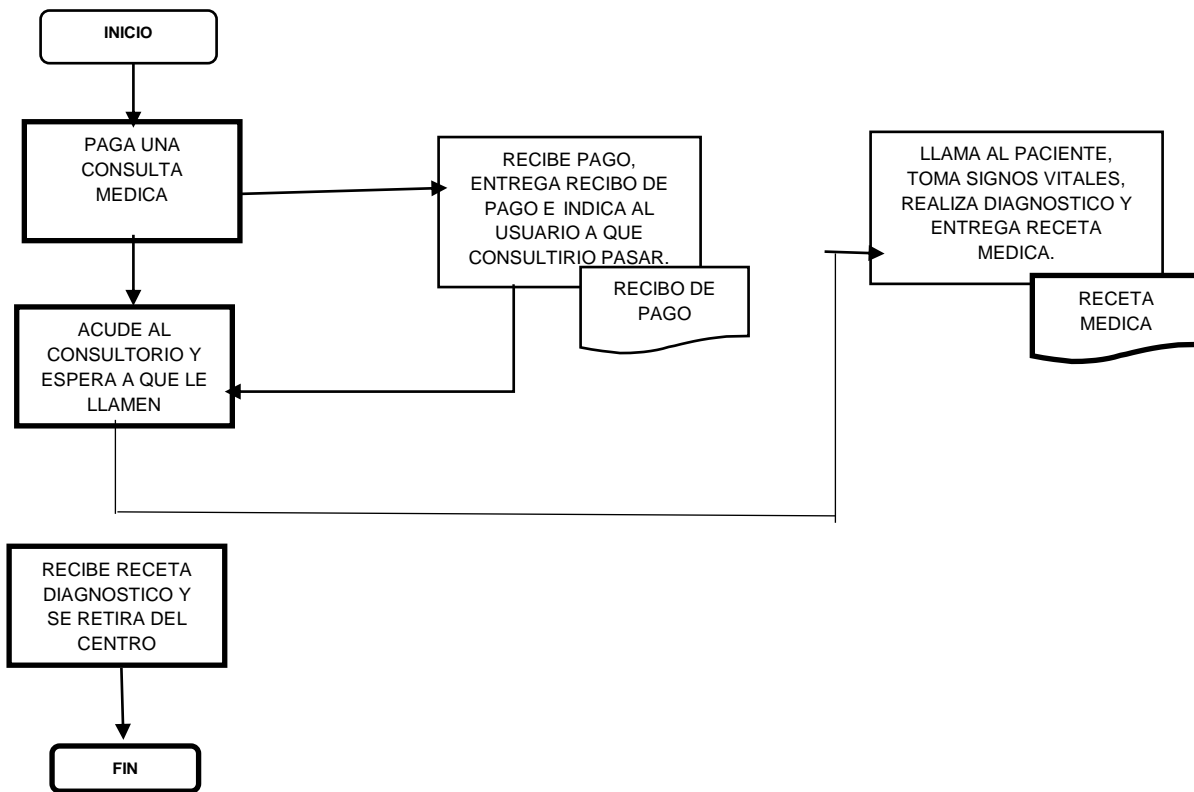 INICIO
PAGA UNA
CONSULTA
MEDICA
RECIBE PAGO,
ENTREGA RECIBO DE
PAGO E INDICA AL
USUARIO A QUE
CONSULTIRIO PASAR.
RECIBO DE
PAGO
LLAMA AL PACIENTE,
TOMA SIGNOS VITALES,
REALIZA DIAGNOSTICO Y
ENTREGA RECETA
MEDICA.
RECETA
MEDICA
ACUDE AL
CONSULTORIO Y
ESPERA A QUE LE
LLAMEN
RECIBE RECETA
DIAGNOSTICO Y
SE RETIRA DEL
CENTRO
FIN